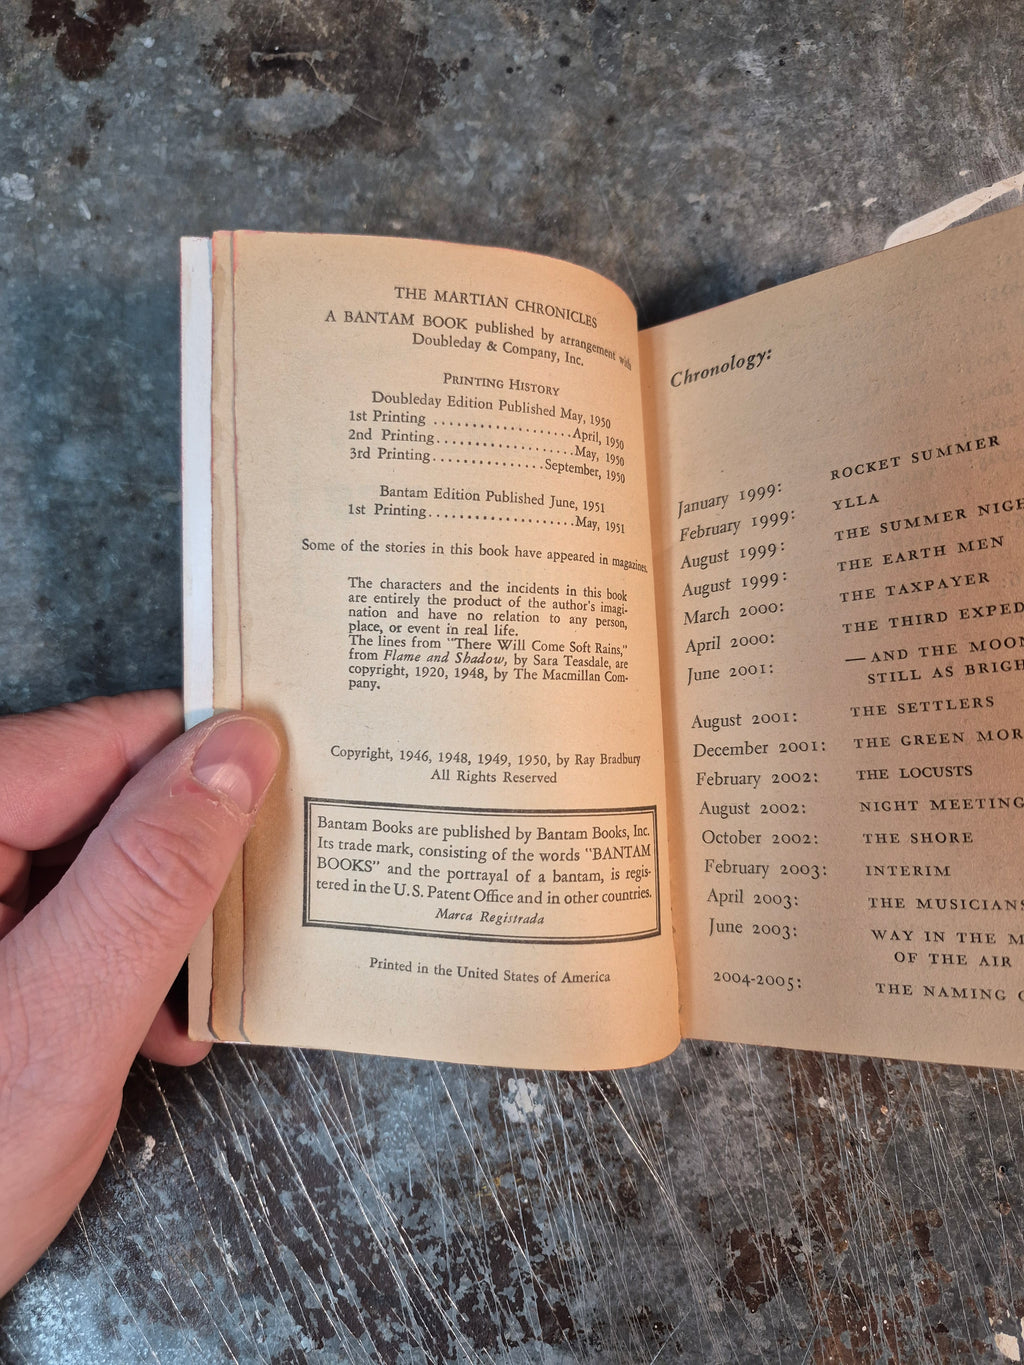 THE MARTIAN CHRONICLES
A BANTAM BOOK published by arrangement with
Doubleday & Company, Inc.
PRINTING HISTORY
Doubleday Edition Published May, 1950
1st Printing ..................April, 1950
2nd Printing..................May, 1950
3rd Printing...............September, 1950
Bantam Edition Published June, 1951
1st Printing...................May, 1951
Some of the stories in this book have appeared in magazines.
The characters and the incidents in this book
are entirely the product of the author's imagi-
nation and have no relation to any person,
place, or event in real life.
The lines from "There Will Come Soft Rains,"
from Flame and Shadow, by Sara Teasdale, are
copyright, 1920, 1948, by The Macmillan Com-
pany.
Copyright, 1946, 1948, 1949, 1950, by Ray Bradbury
All Rights Reserved
Bantam Books are published by Bantam Books, Inc.
Its trade mark, consisting of the words "BANTAM
BOOKS" and the portrayal of a bantam, is regis-
tered in the U.S. Patent Office and in other countries.
Marca Registrada
Printed in the United States of America
Chronology:
January 1999: ROCKET SUMMER
February 1999: YLLA
August 1999: THE SUMMER NIGH
August 1999: THE EARTH MEN
March 2000: THE TAXPAYER
April 2000: THE THIRD EXPED
June 2001: —AND THE MOON
STILL AS BRIGH
August 2001: THE SETTLERS
December 2001: THE GREEN MOR
February 2002: THE LOCUSTS
August 2002: NIGHT MEETING
October 2002: THE SHORE
February 2003: INTERIM
April 2003: THE MUSICIANS
June 2003: WAY IN THE M
OF THE AIR
2004-2005: THE NAMING